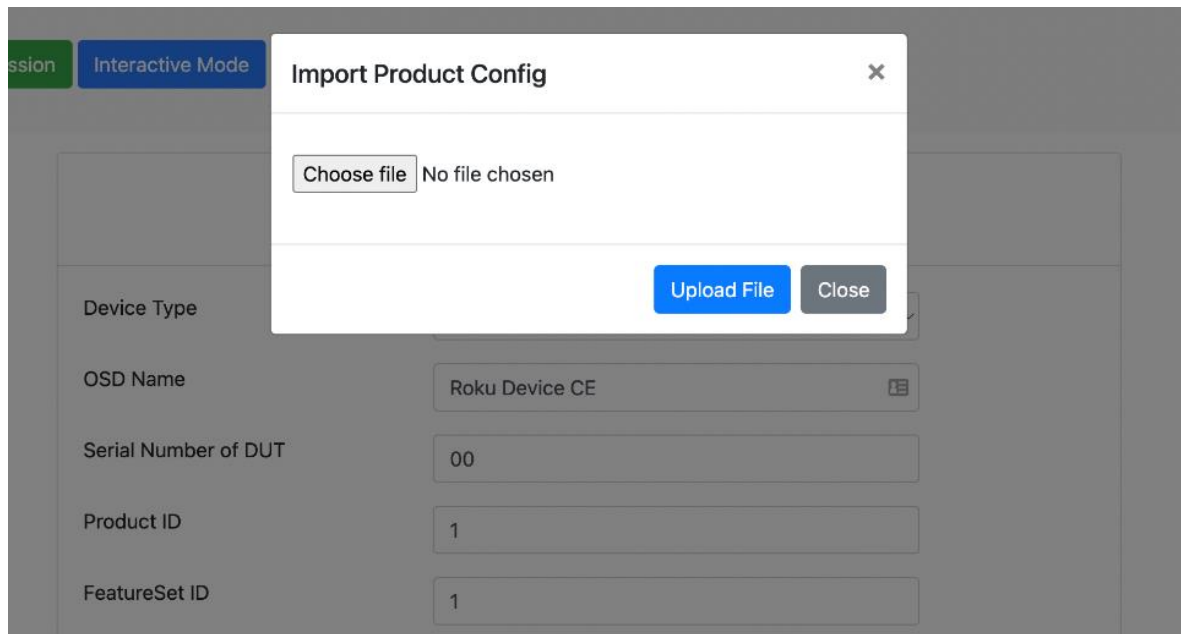 ssion
Interactive Mode
Import Product Config
×
Choose file No file chosen
Upload File
Close
Device Type
OSD Name
Roku Device CE
Serial Number of DUT
00
Product ID
1
FeatureSet ID
1